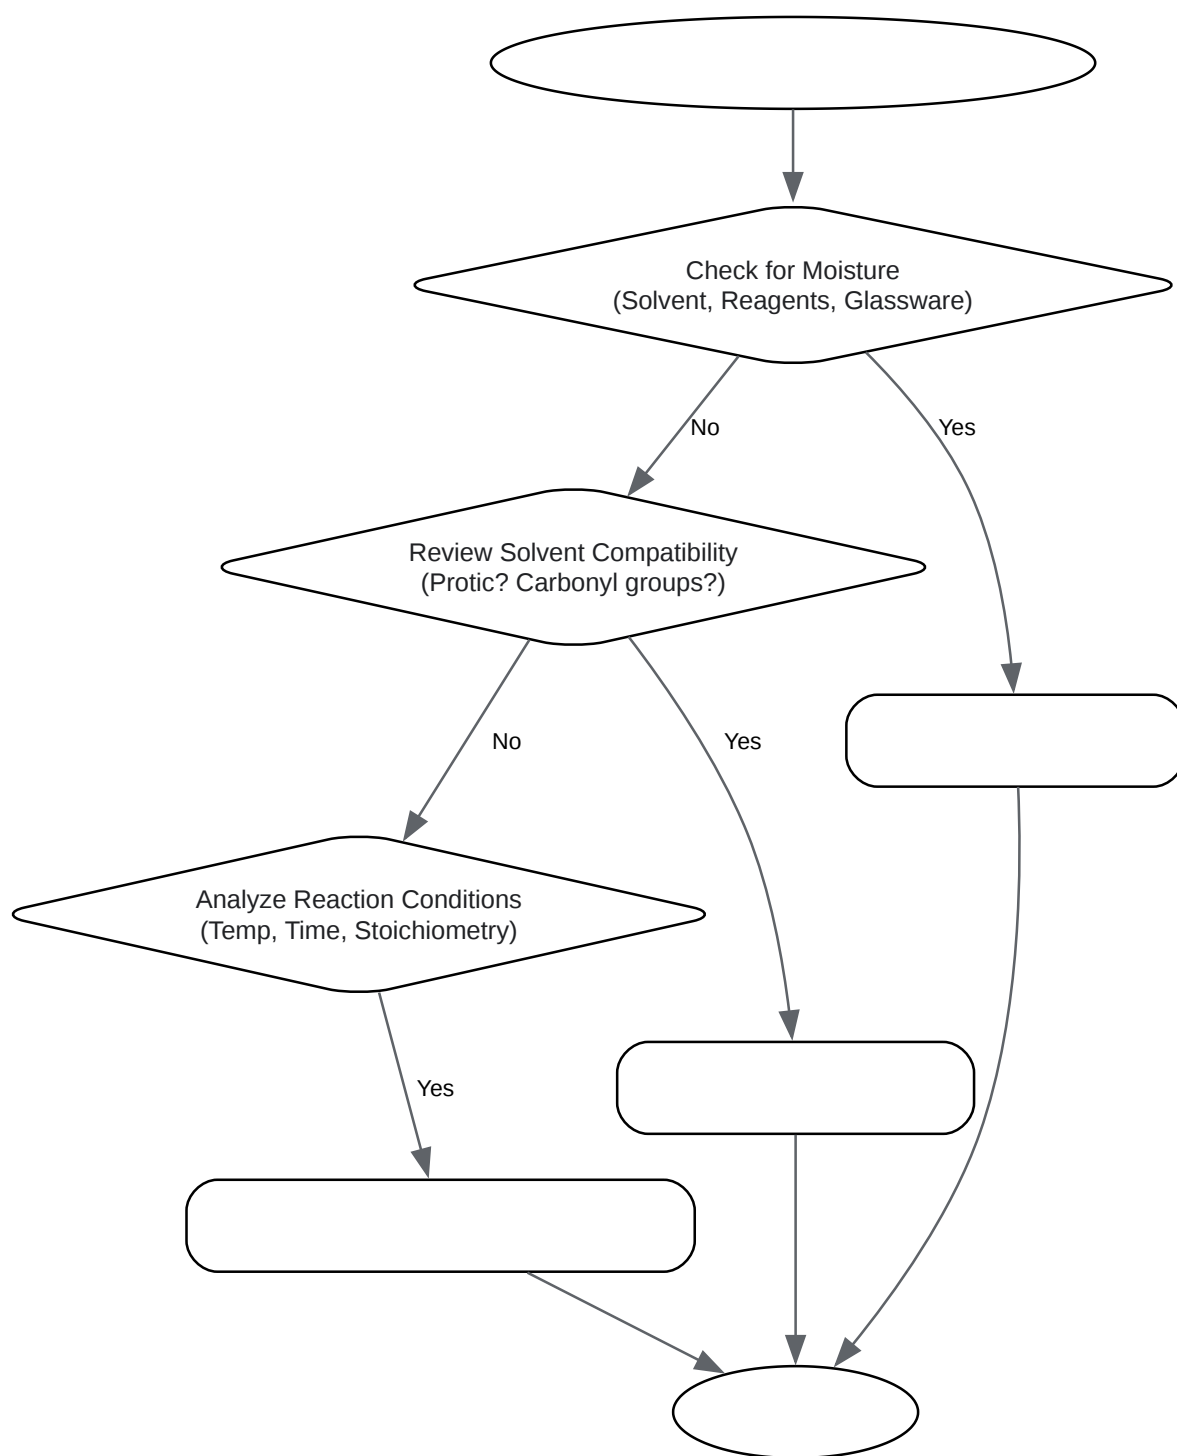 Check for Moisture
(Solvent, Reagents, Glassware)
No
Yes
Review Solvent Compatibility
(Protic? Carbonyl groups?)
No
Yes
Analyze Reaction Conditions
(Temp, Time, Stoichiometry)
Yes